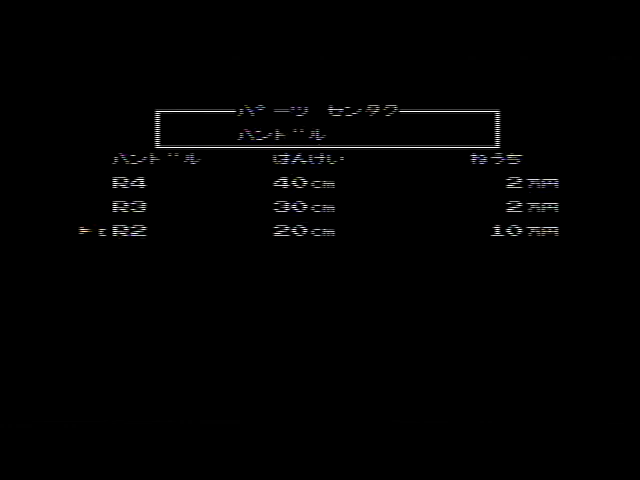 パーツ センタク
ハンドル
ハンドル はんけい ねうち
R4 40cm 2万円
R3 30cm 2万円
R2 20cm 10万円